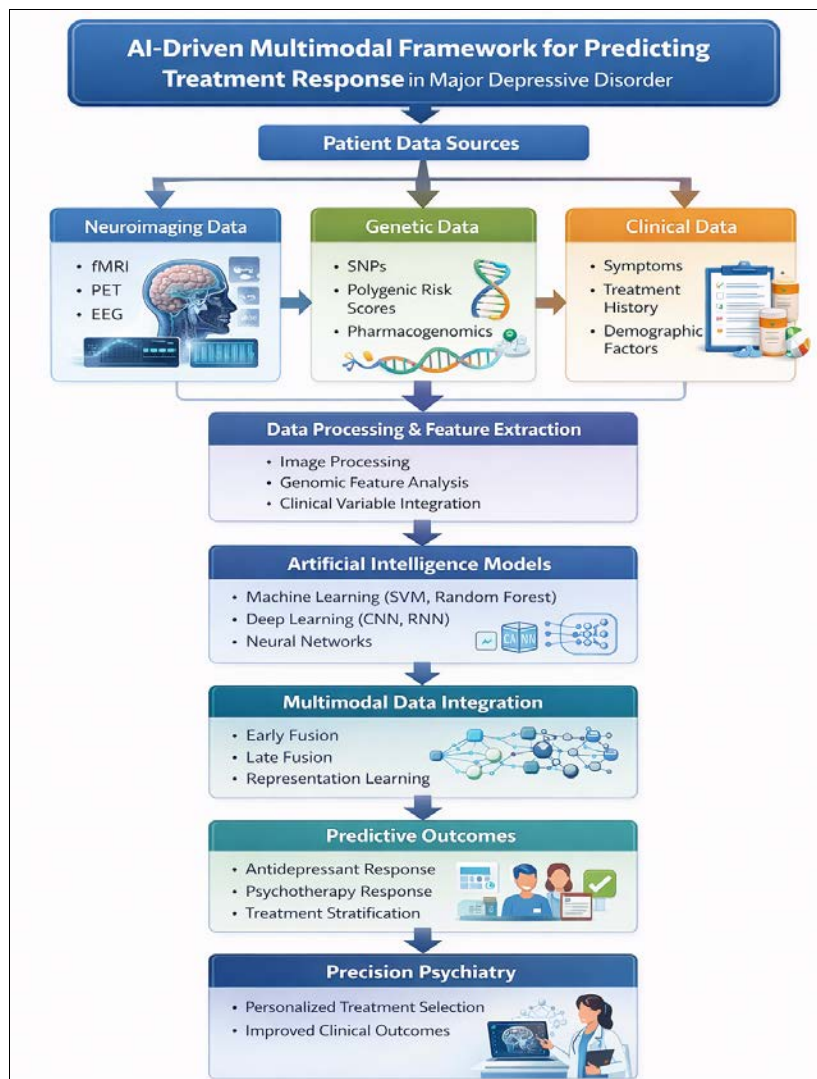 AI-Driven Multimodal Framework for Predicting
Treatment Response in Major Depressive Disorder
Patient Data Sources
Neuroimaging Data
• fMRI
• PET
• EEG
Genetic Data
• SNPs
• Polygenic Risk
Scores
• Pharmacogenomics
Clinical Data
• Symptoms
• Treatment
History
• Demographic
Factors
Data Processing & Feature Extraction
• Image Processing
• Genomic Feature Analysis
• Clinical Variable Integration
Artificial Intelligence Models
• Machine Learning (SVM, Random Forest)
• Deep Learning (CNN, RNN)
• Neural Networks
CA NN
Multimodal Data Integration
• Early Fusion
• Late Fusion
• Representation Learning
Predictive Outcomes
• Antidepressant Response
• Psychotherapy Response
• Treatment Stratification
Precision Psychiatry
• Personalized Treatment Selection
• Improved Clinical Outcomes